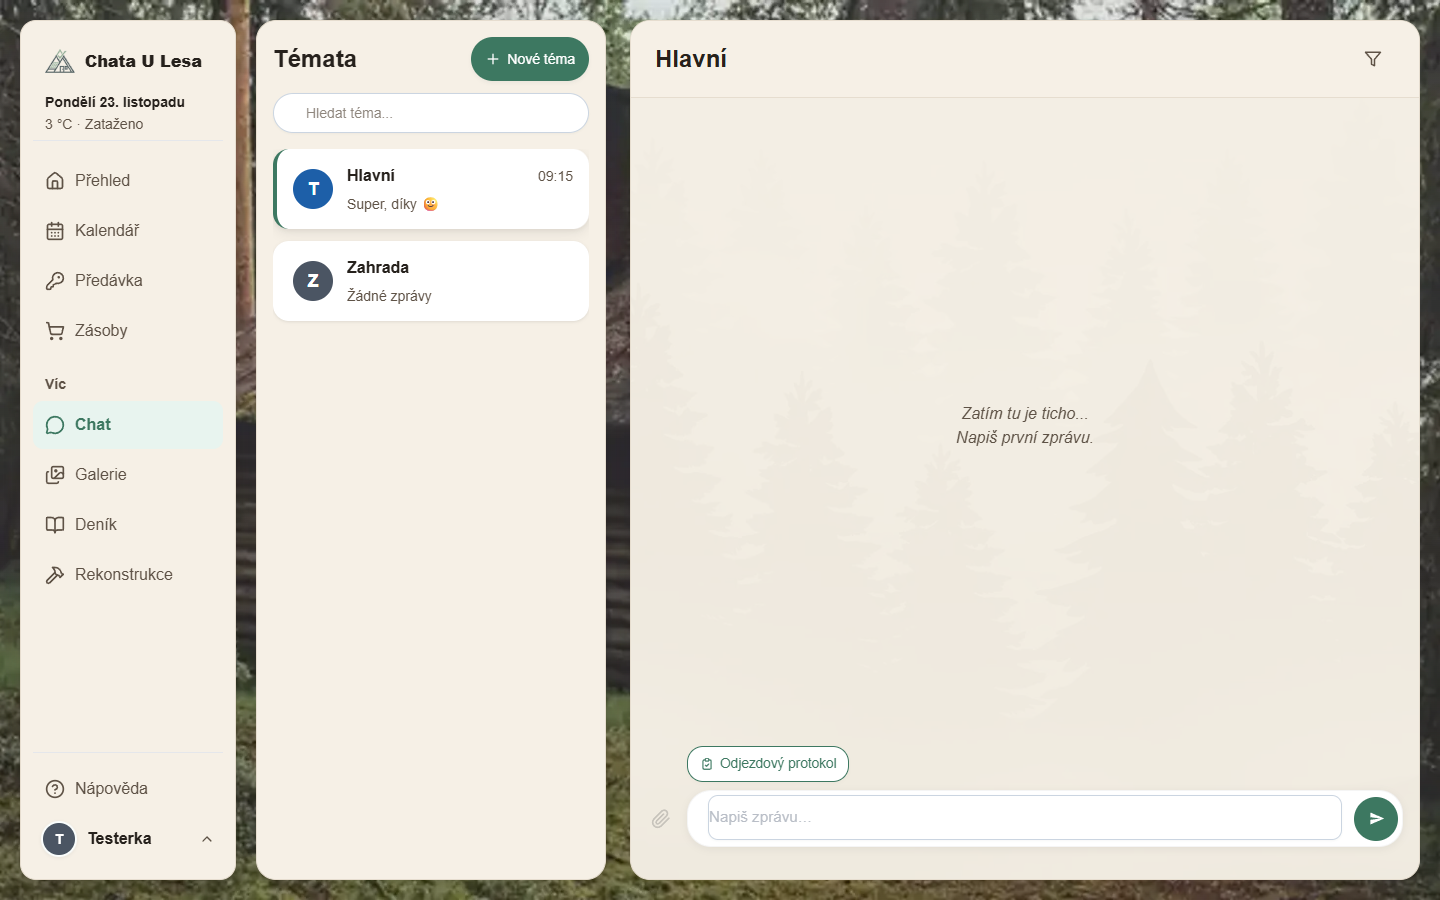 Chata U Lesa
Pondělí 23. listopadu
3 °C · Zataženo
Přehled
Kalendář
Předávka
Zásoby
Víc
Chat
Galerie
Deník
Rekonstrukce
Nápověda
T
Testerka
Témata
Nové téma
Hledat téma...
T
Hlavní
09:15
Super, díky 😜
Z
Zahrada
Žádné zprávy
Hlavní
Zatím tu je ticho...
Napiš první zprávu.
Odjezdový protokol
Napiš zprávu...